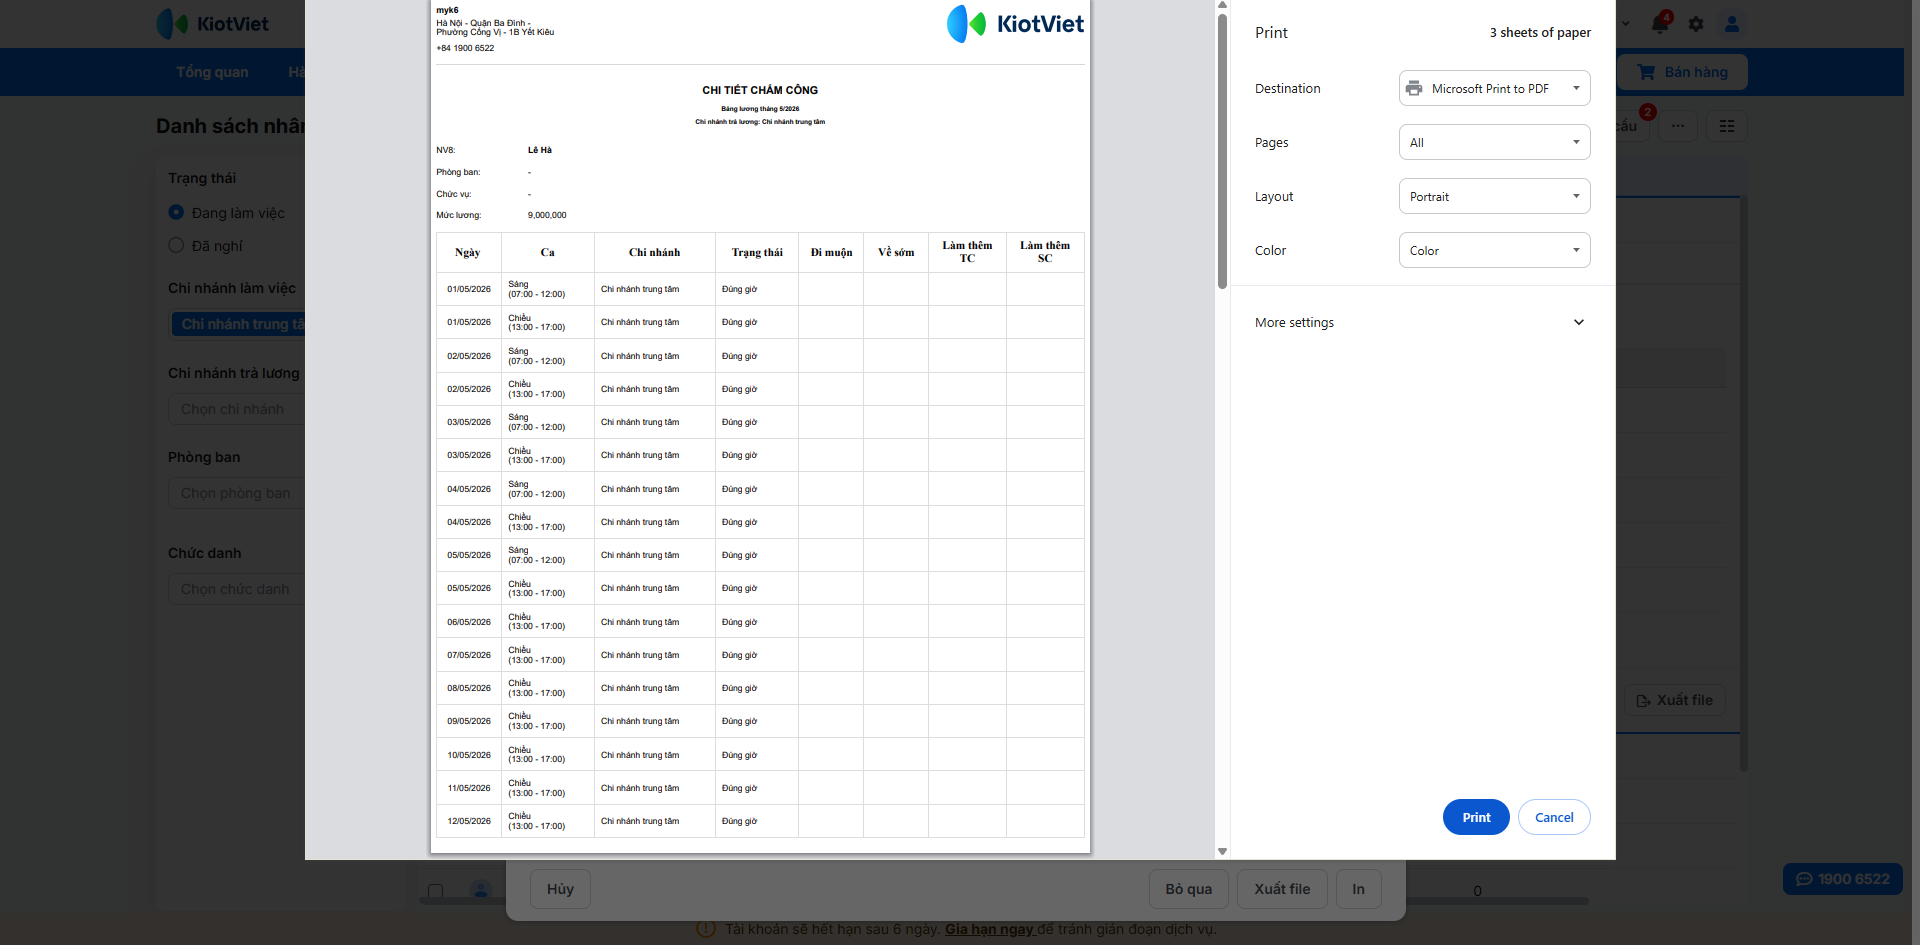 KiotViet
4
Tổng quan
Hà
Bán hàng
Danh sách nhân
cầu
2
...
Trạng thái
Đang làm việc
Đã nghỉ
Chi nhánh làm việc
Chi nhánh trung tâ
Chi nhánh trả lương
Chọn chi nhánh
Phòng ban
Chọn phòng ban
Chức danh
Chọn chức danh
myk6
Hà Nội - Quận Ba Đình -
Phường Cống Vị - 1B Yết Kiêu
+84 1900 6522
KiotViet
CHI TIẾT CHẤM CÔNG
Bảng lương tháng 5/2026
Chi nhánh trả lương: Chi nhánh trung tâm
NV8: Lê Hà
Phòng ban: -
Chức vụ: -
Mức lương: 9,000,000
Ngày Ca Chi nhánh Trạng thái Đi muộn Về sớm Làm thêm TC Làm thêm SC
01/05/2026 Sáng (07:00 - 12:00) Chi nhánh trung tâm Đúng giờ
01/05/2026 Chiều (13:00 - 17:00) Chi nhánh trung tâm Đúng giờ
02/05/2026 Sáng (07:00 - 12:00) Chi nhánh trung tâm Đúng giờ
02/05/2026 Chiều (13:00 - 17:00) Chi nhánh trung tâm Đúng giờ
03/05/2026 Sáng (07:00 - 12:00) Chi nhánh trung tâm Đúng giờ
03/05/2026 Chiều (13:00 - 17:00) Chi nhánh trung tâm Đúng giờ
04/05/2026 Sáng (07:00 - 12:00) Chi nhánh trung tâm Đúng giờ
04/05/2026 Chiều (13:00 - 17:00) Chi nhánh trung tâm Đúng giờ
05/05/2026 Sáng (07:00 - 12:00) Chi nhánh trung tâm Đúng giờ
05/05/2026 Chiều (13:00 - 17:00) Chi nhánh trung tâm Đúng giờ
06/05/2026 Chiều (13:00 - 17:00) Chi nhánh trung tâm Đúng giờ
07/05/2026 Chiều (13:00 - 17:00) Chi nhánh trung tâm Đúng giờ
08/05/2026 Chiều (13:00 - 17:00) Chi nhánh trung tâm Đúng giờ
09/05/2026 Chiều (13:00 - 17:00) Chi nhánh trung tâm Đúng giờ
10/05/2026 Chiều (13:00 - 17:00) Chi nhánh trung tâm Đúng giờ
11/05/2026 Chiều (13:00 - 17:00) Chi nhánh trung tâm Đúng giờ
12/05/2026 Chiều (13:00 - 17:00) Chi nhánh trung tâm Đúng giờ
Print 3 sheets of paper
Destination Microsoft Print to PDF
Pages All
Layout Portrait
Color Color
More settings
Print Cancel
Xuất file
Hủy Bỏ qua Xuất file In
0
1900 6522
Tài khoản sẽ hết hạn sau 6 ngày. Gia hạn ngay để tránh gián đoạn dịch vụ.